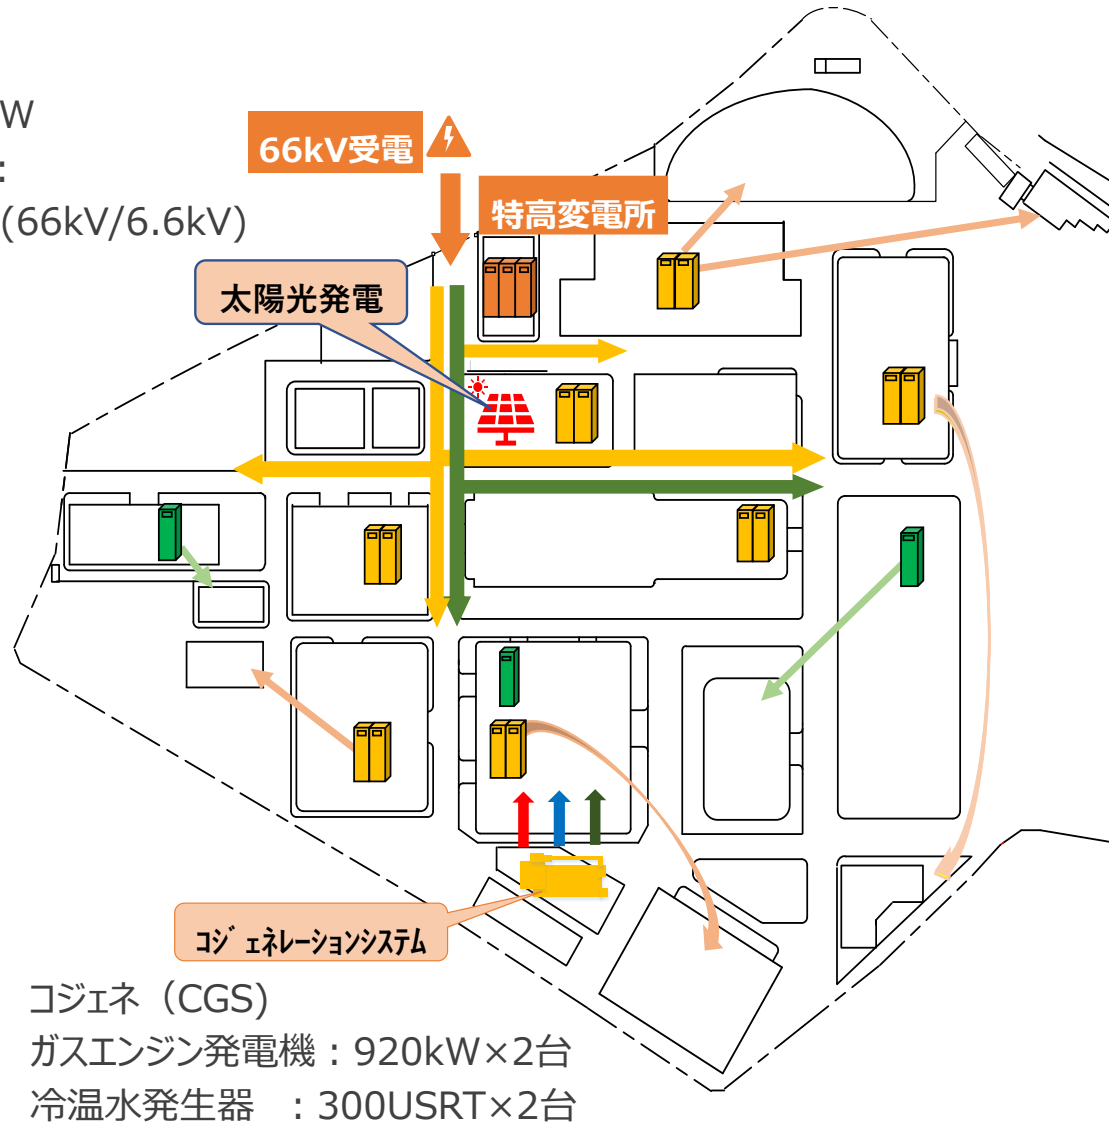 W
:
(66kV/6.6kV)
66kV受電
特高変電所
太陽光発電
コジェネレーションシステム
コジェネ（CGS)
ガスエンジン発電機：920kW×2台
冷温水発生器　：300USRT×2台